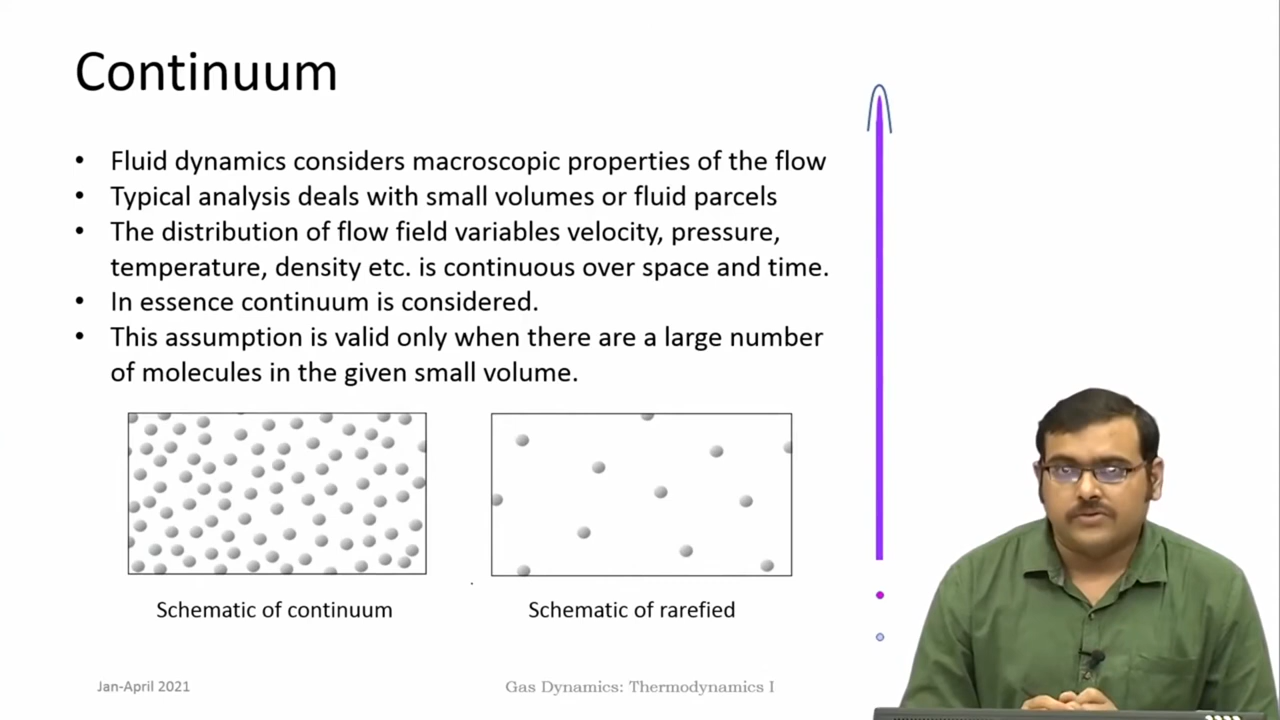 Continuum
• Fluid dynamics considers macroscopic properties of the flow
• Typical analysis deals with small volumes or fluid parcels
• The distribution of flow field variables velocity, pressure,
temperature, density etc. is continuous over space and time.
• In essence continuum is considered.
• This assumption is valid only when there are a large number
of molecules in the given small volume.
Schematic of continuum
Schematic of rarefied
Jan-April 2021
Gas Dynamics: Thermodynamics I